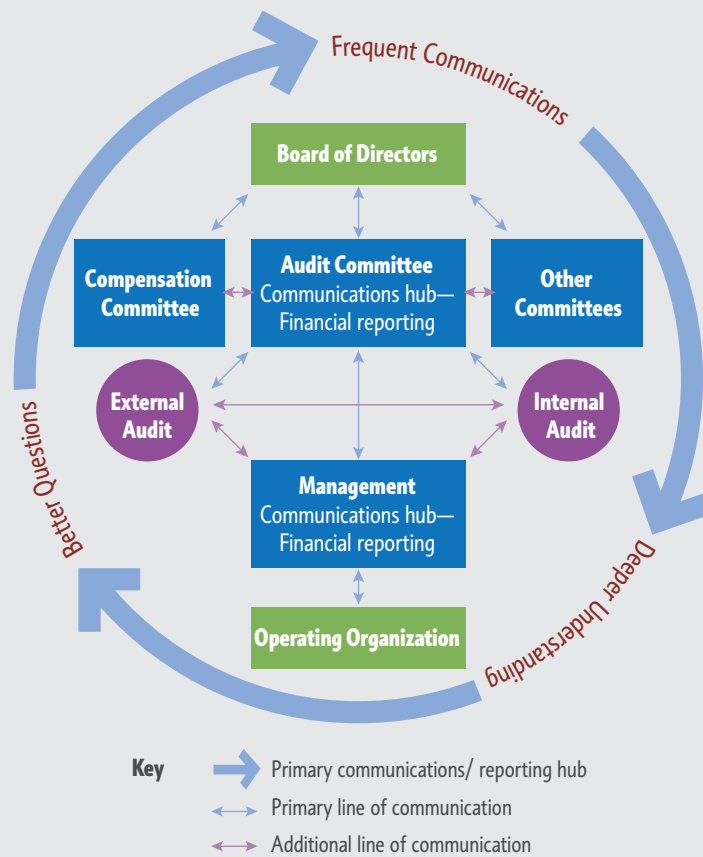 Frequent Communications
Board of Directors
Compensation
Committee
Audit Committee
Communications hub—
Financial reporting
Other
Committees
External
Audit
Internal
Audit
Better Questions
Management
Communications hub—
Financial reporting
Deeper Understanding
Operating Organization
Key
Primary communications/ reporting hub
Primary line of communication
Additional line of communication